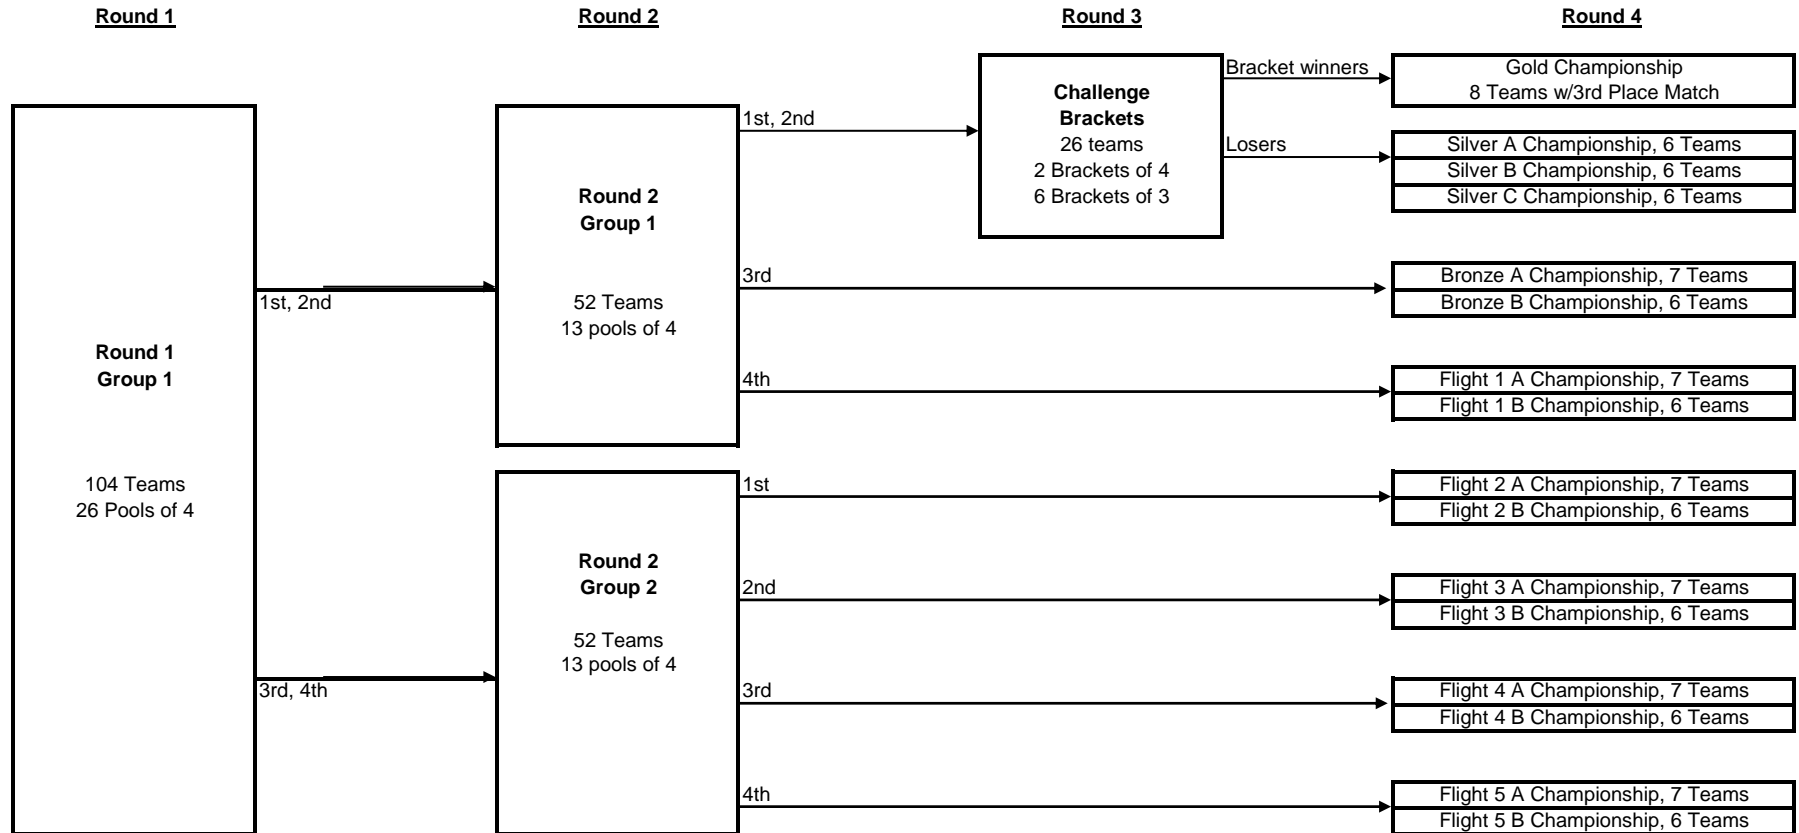 Round 1
Round 2
Round 3
Round 4
Round 1
Group 1
104 Teams
26 Pools of 4
1st, 2nd
3rd, 4th
Round 2
Group 1
52 Teams
13 pools of 4
1st, 2nd
3rd
4th
Round 2
Group 2
52 Teams
13 pools of 4
1st
2nd
3rd
4th
Challenge
Brackets
26 teams
2 Brackets of 4
6 Brackets of 3
Bracket winners
Losers
Gold Championship
8 Teams w/3rd Place Match
Silver A Championship, 6 Teams
Silver B Championship, 6 Teams
Silver C Championship, 6 Teams
Bronze A Championship, 7 Teams
Bronze B Championship, 6 Teams
Flight 1 A Championship, 7 Teams
Flight 1 B Championship, 6 Teams
Flight 2 A Championship, 7 Teams
Flight 2 B Championship, 6 Teams
Flight 3 A Championship, 7 Teams
Flight 3 B Championship, 6 Teams
Flight 4 A Championship, 7 Teams
Flight 4 B Championship, 6 Teams
Flight 5 A Championship, 7 Teams
Flight 5 B Championship, 6 Teams